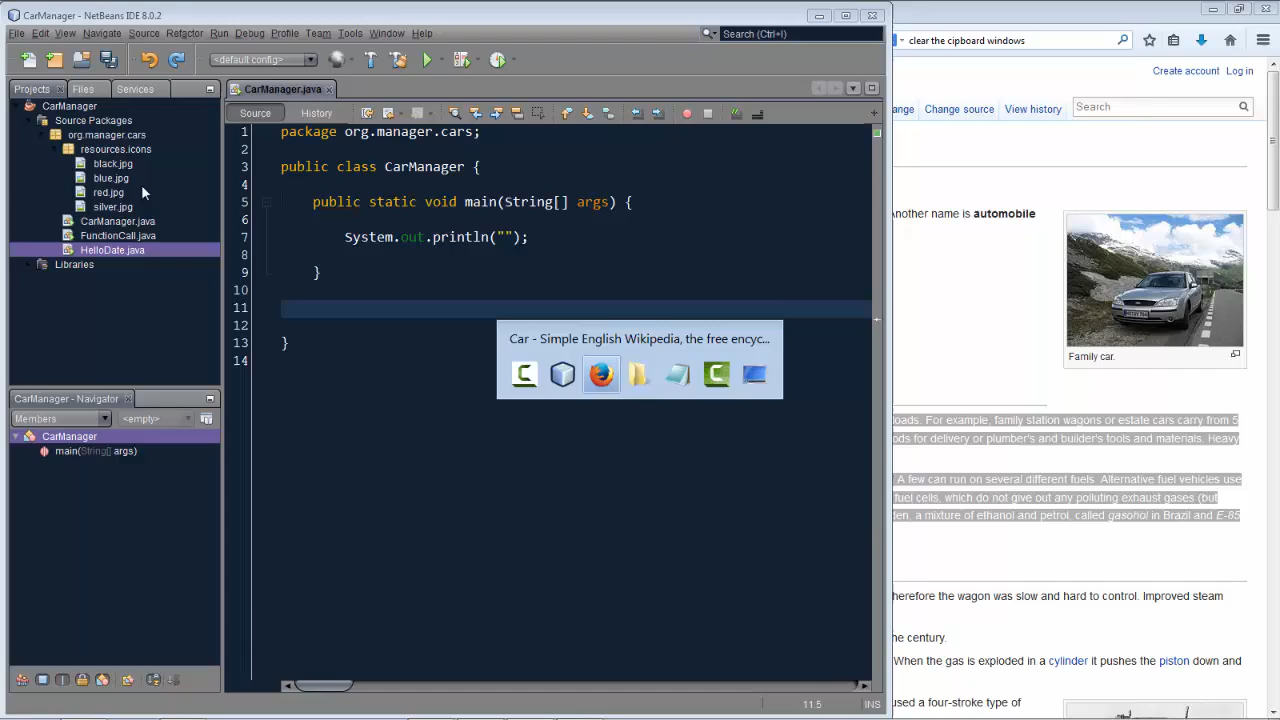 CarManager - NetBeans IDE 8.0.2
File Edit View Navigate Source Refactor Run Debug Profile Team Tools Window Help
Search (Ctrl+I)
<default config>
Projects
Files
Services
CarManager
Source Packages
org.manager.cars
resources.icons
black.jpg
blue.jpg
red.jpg
silver.jpg
CarManager.java
FunctionCall.java
HelloDate.java
Libraries
CarManager - Navigator
Members
<empty>
CarManager
main(String[] args)
CarManager.java
Source
History
1 package org.manager.cars;
2
3 public class CarManager {
4
5 public static void main(String[] args) {
6
7 System.out.println("");
8
9 }
10
11
12
13 }
14
11:5 INS
Car - Simple English Wikipedia, the free encyc...
clear the cipboard windows
Create account Log in
ange Change source View history
Search
Another name is automobile
Family car.
oads. For example, family station wagons or estate cars carry from 5
ods for delivery or plumber's and builder's tools and materials. Heavy
. A few can run on several different fuels. Alternative fuel vehicles use
fuel cells, which do not give out any polluting exhaust gases (but
den, a mixture of ethanol and petrol, called gasohol in Brazil and E-85
herefore the wagon was slow and hard to control. Improved steam
the century.
When the gas is exploded in a cylinder it pushes the piston down and
used a four-stroke type of